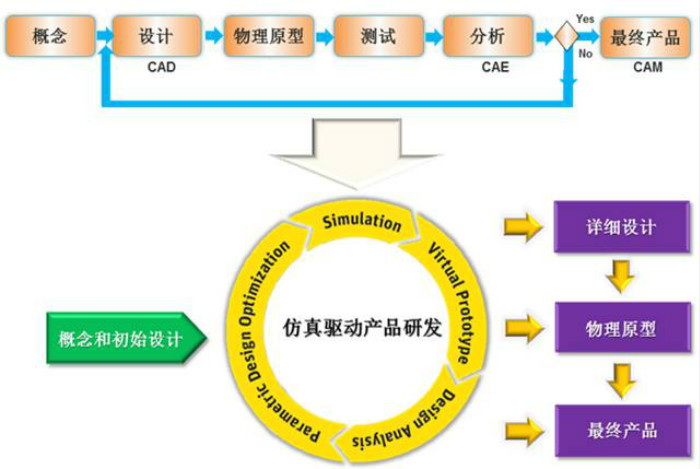 概念
设计
物理原型
测试
分析
Yes
No
最终产品
CAD
CAE
CAM
Simulation
Virtual Prototype
Design Analysis
Parametric Design Optimization
仿真驱动产品研发
概念和初始设计
详细设计
物理原型
最终产品